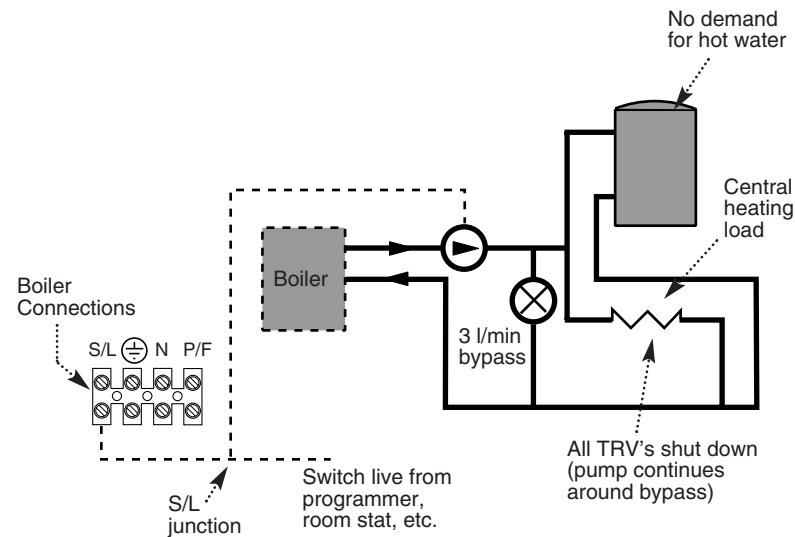 No demand
for hot water
Central
heating
load
Boiler
Boiler
Connections
S/L N P/F
3 l/min
bypass
All TRV's shut down
(pump continues
around bypass)
Switch live from
programmer,
room stat, etc.
S/L
junction